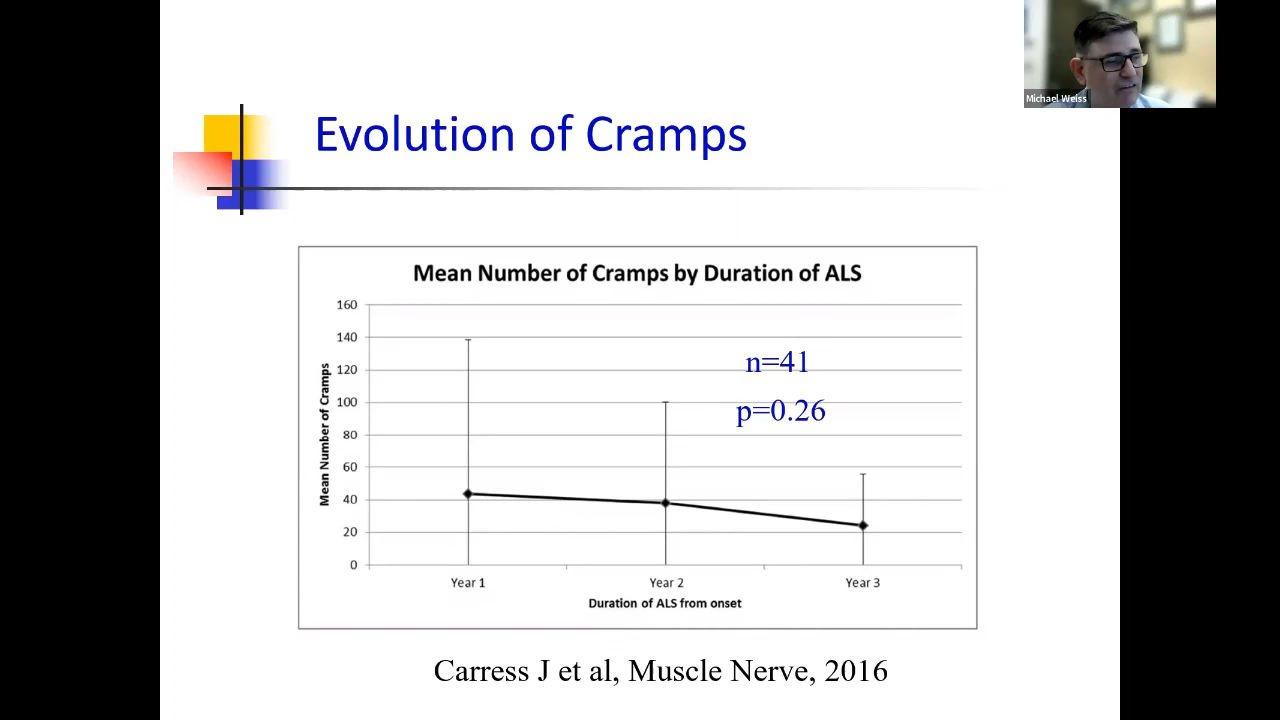 Michael Weiss
Evolution of Cramps
Mean Number of Cramps by Duration of ALS
160
140
120
100
80
60
40
20
0
Mean Number of Cramps
n=41
p=0.26
Year 1
Year 2
Year 3
Duration of ALS from onset
Carress J et al, Muscle Nerve, 2016